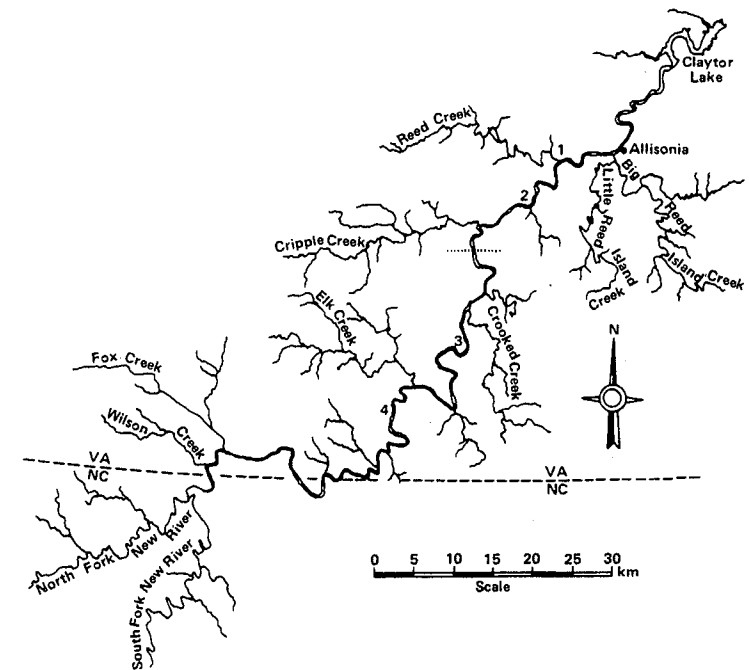 Claytor
Lake
Reed Creek
1
Allisonia
Big
Reed
Island Creek
Little Reed
Island
Creek
2
Cripple Creek
Elk Creek
Crooked Creek
3
N
Fox Creek
4
Wilson
Creek
VA
NC
VA
NC
North Fork New River
South Fork New River
0 5 10 15 20 25 30 km
Scale